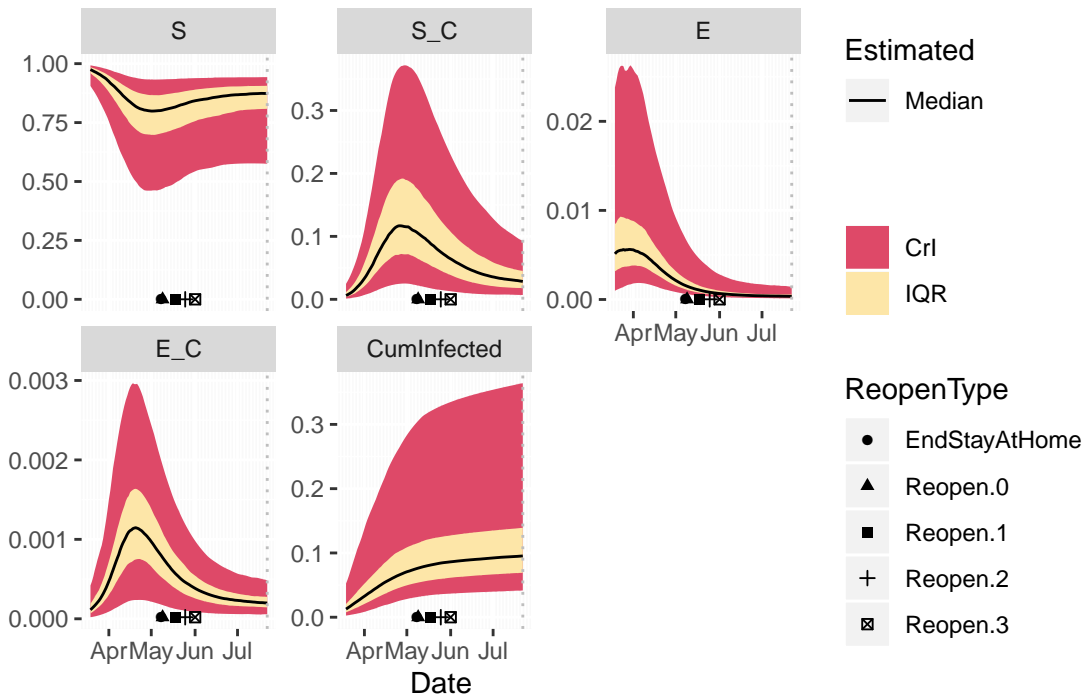 S
S_C
E
1.00
0.75
0.50
0.25
0.00
0.3
0.2
0.1
0.0
0.02
0.01
0.00
Apr May Jun Jul
E_C
CumInfected
0.003
0.002
0.001
0.000
Apr May Jun Jul
0.3
0.2
0.1
0.0
Apr May Jun Jul
Date
Estimated
Median
CrI
IQR
ReopenType
EndStayAtHome
Reopen.0
Reopen.1
Reopen.2
Reopen.3